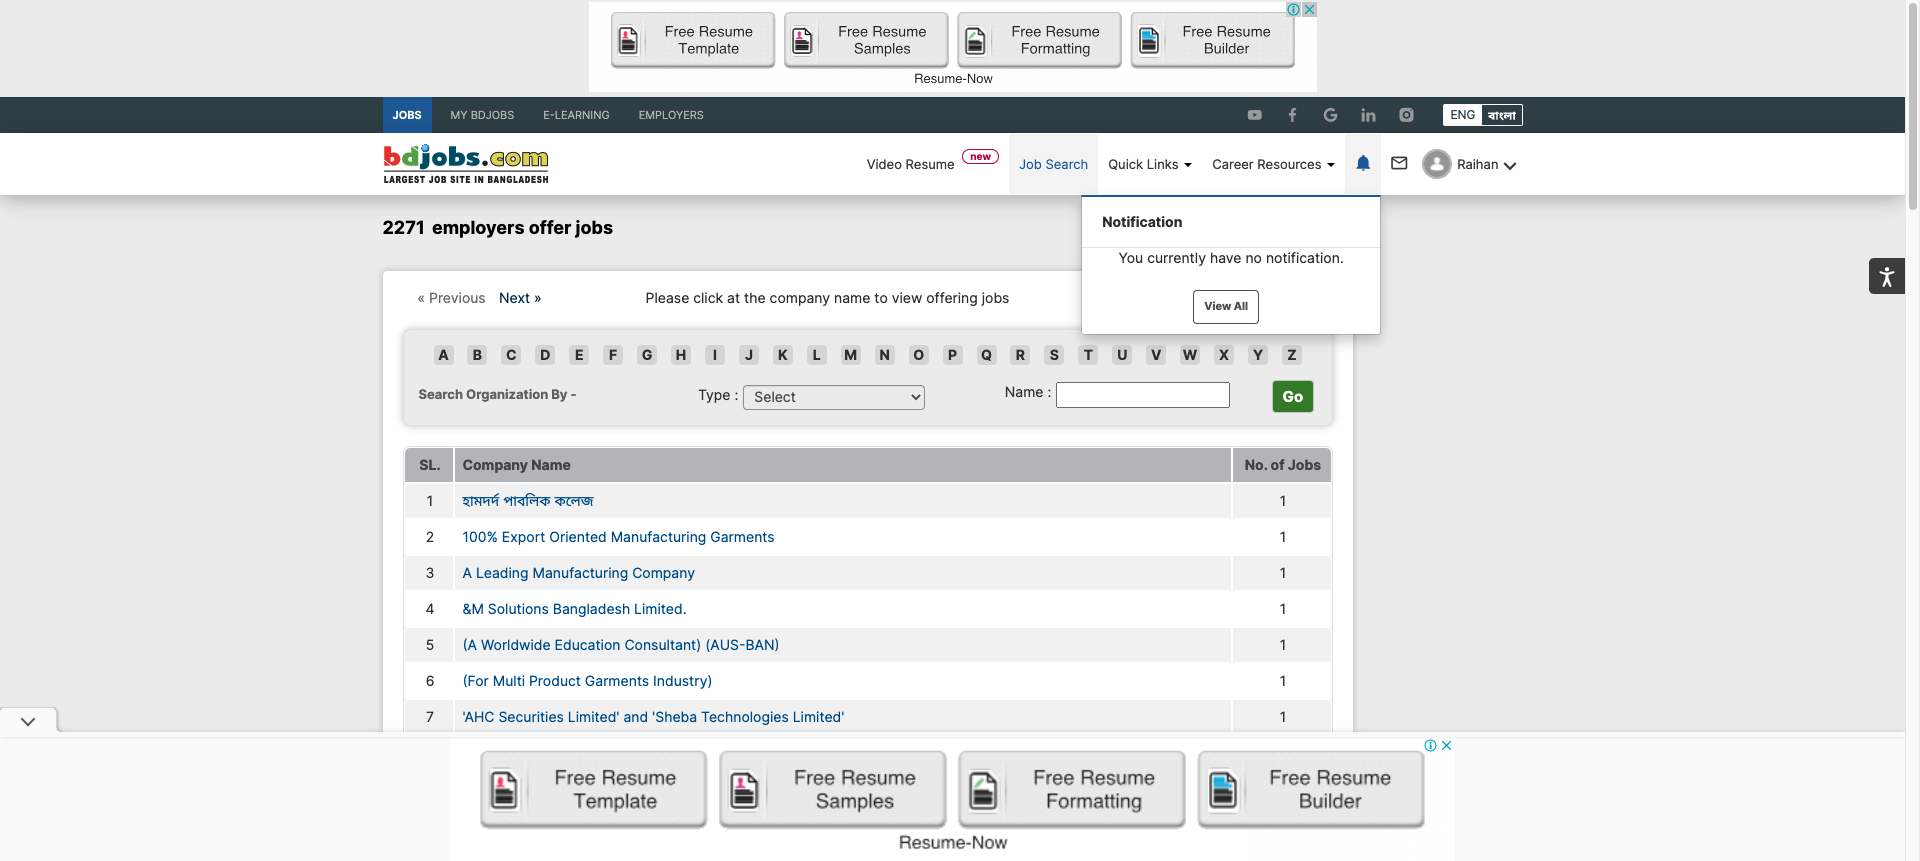 Free Resume Template
Free Resume Samples
Free Resume Formatting
Free Resume Builder
Resume-Now
JOBS MY BDJOBS E-LEARNING EMPLOYERS ENG বাংলা
bdjobs.com
LARGEST JOB SITE IN BANGLADESH
Video Resume new Job Search Quick Links Career Resources Raihan
2271 employers offer jobs
Notification
You currently have no notification.
View All
« Previous Next » Please click at the company name to view offering jobs
A B C D E F G H I J K L M N O P Q R S T U V W X Y Z
Search Organization By - Type : Select Name : Go
SL. Company Name No. of Jobs
1 হামদর্দ পাবলিক কলেজ 1
2 100% Export Oriented Manufacturing Garments 1
3 A Leading Manufacturing Company 1
4 &M Solutions Bangladesh Limited. 1
5 (A Worldwide Education Consultant) (AUS-BAN) 1
6 (For Multi Product Garments Industry) 1
7 'AHC Securities Limited' and 'Sheba Technologies Limited' 1
Free Resume Template
Free Resume Samples
Free Resume Formatting
Free Resume Builder
Resume-Now